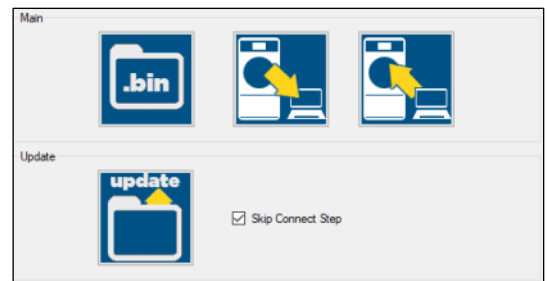 Main
.bin
Update
update
Skip Connect Step